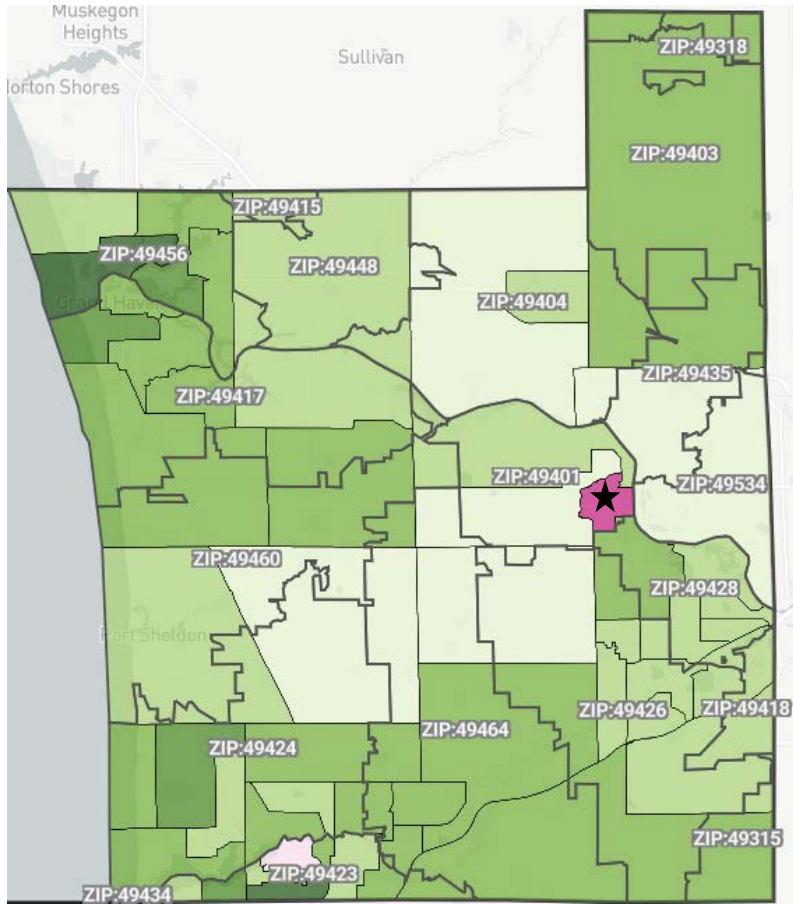 Muskegon
Heights
Sullivan
Norton Shores
ZIP:49318
ZIP:49403
ZIP:49415
ZIP:49456
ZIP:49448
Grand Haven
ZIP:49404
ZIP:49435
ZIP:49417
ZIP:49401
ZIP:49534
ZIP:49460
ZIP:49428
Port Sheldon
ZIP:49426
ZIP:49418
ZIP:49464
ZIP:49424
ZIP:49315
ZIP:49423
ZIP:49434